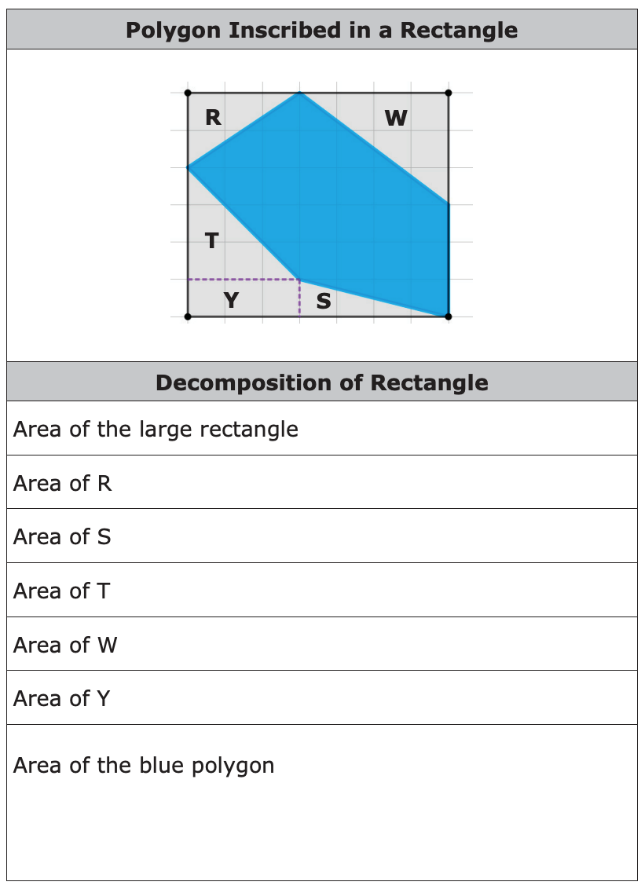 Polygon Inscribed in a Rectangle
R
W
T
Y
S
Decomposition of Rectangle
Area of the large rectangle
Area of R
Area of S
Area of T
Area of W
Area of Y
Area of the blue polygon